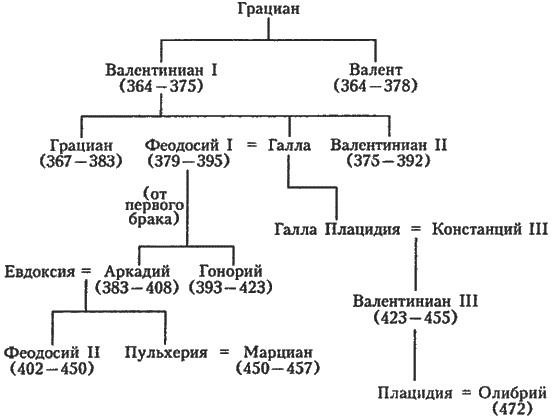 Грациан
Валентиниан I Валент
(364—375) (364—378)
Грациан Феодосий I = Галла Валентиниан II
(367—383) (379—395) (375—392)
(от
первого
брака)
Галла Плацидия = Констанций III
Евдоксия = Аркадий Гонорий
(383—408) (393—423)
Валентиниан III
(423—455)
Феодосий II Пульхерия = Марциан
(402—450) (450—457)
Плацидия = Олибрий
(472)